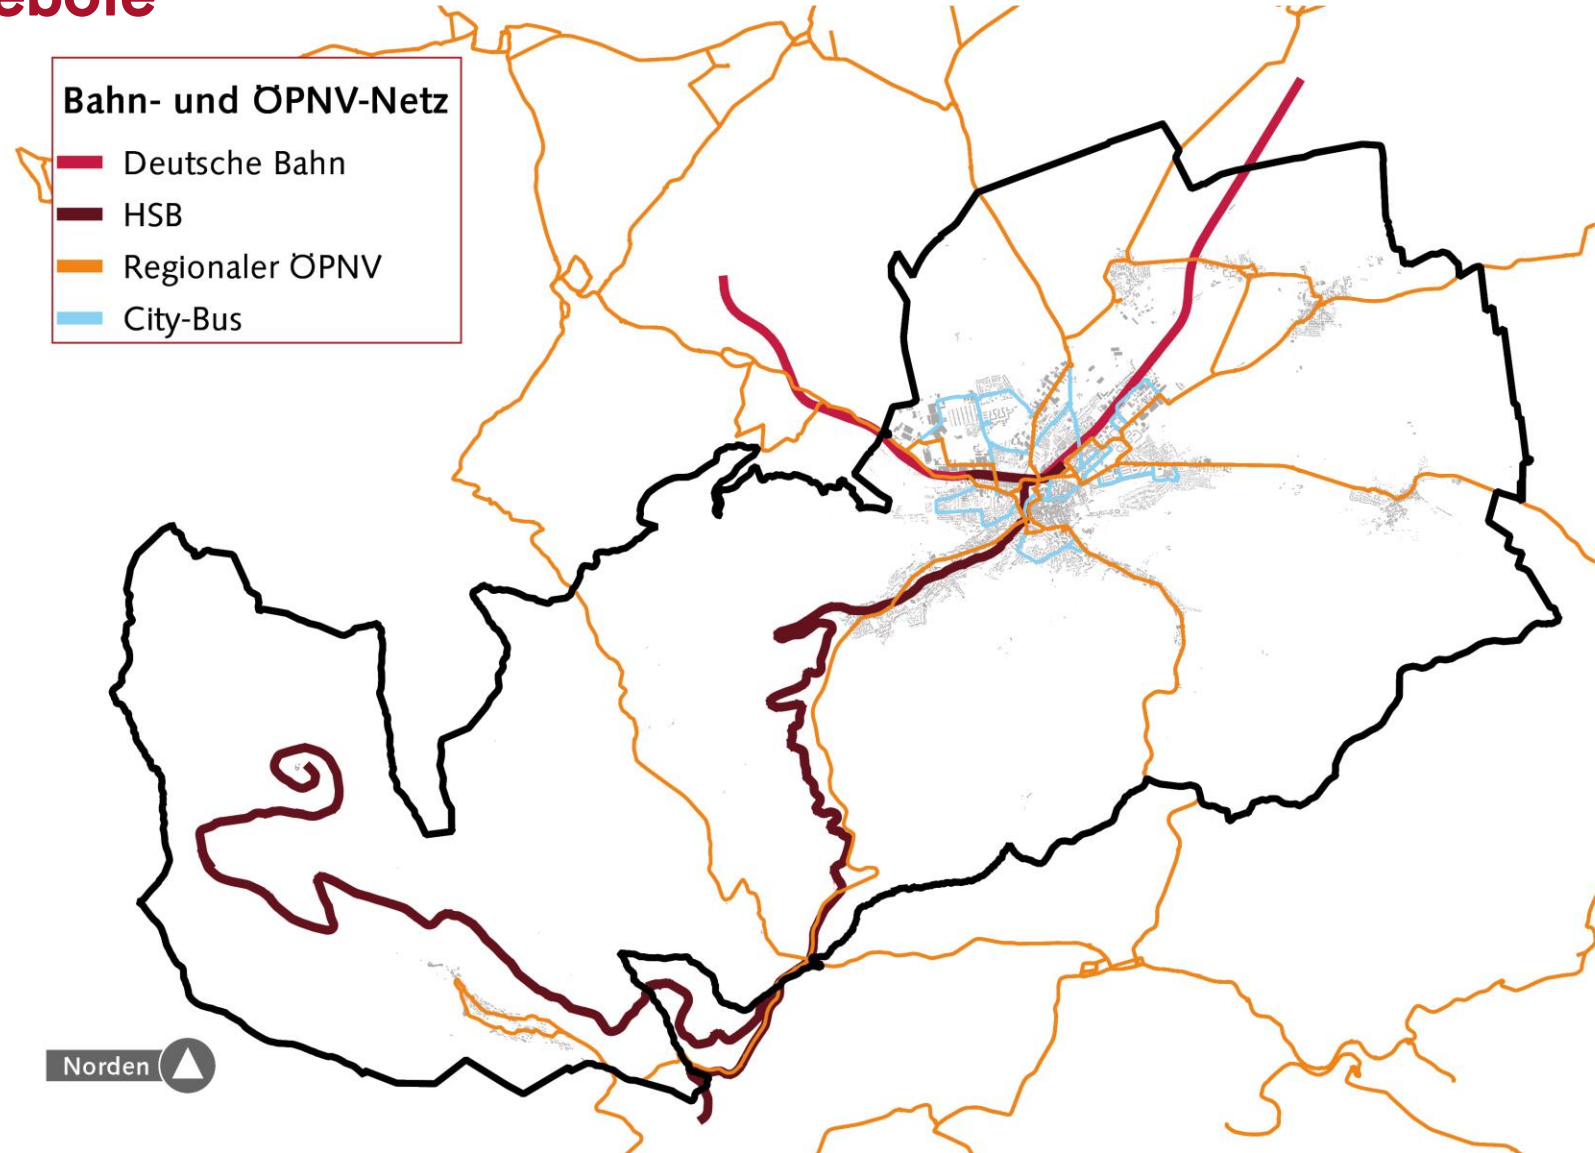 Bahn- und ÖPNV-Netz
Deutsche Bahn
HSB
Regionaler ÖPNV
City-Bus
Norden